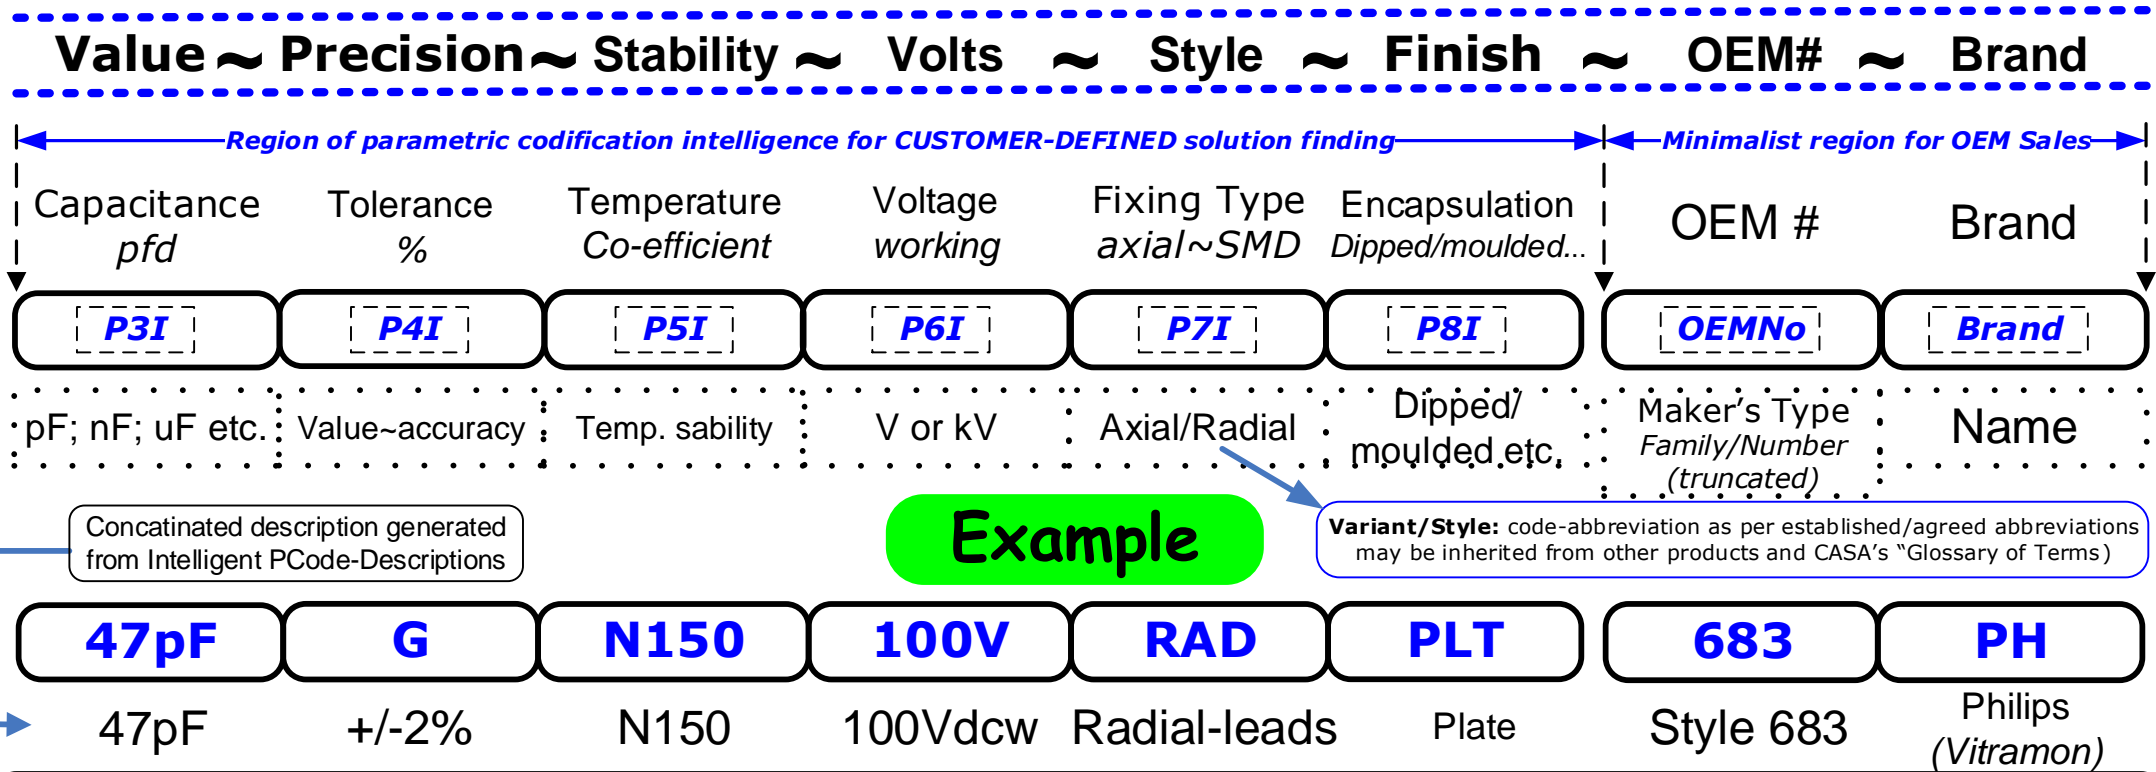 Value ~ Precision ~ Stability ~ Volts ~ Style ~ Finish ~ OEM# ~ Brand
Region of parametric codification intelligence for CUSTOMER-DEFINED solution finding
Minimalist region for OEM Sales
Capacitance
pfd
Tolerance
%
Temperature
Co-efficient
Voltage
working
Fixing Type
axial~SMD
Encapsulation
Dipped/moulded...
OEM #
Brand
P3I
P4I
P5I
P6I
P7I
P8I
OEMNo
Brand
pF; nF; uF etc.
Value~accuracy
Temp. sability
V or kV
Axial/Radial
Dipped/
moulded etc.
Maker's Type
Family/Number
(truncated)
Name
Concatinated description generated
from Intelligent PCode-Descriptions
Example
Variant/Style: code-abbreviation as per established/agreed abbreviations
may be inherited from other products and CASA's "Glossary of Terms)
47pF
G
N150
100V
RAD
PLT
683
PH
47pF
+/-2%
N150
100Vdcw
Radial-leads
Plate
Style 683
Philips
(Vitramon)